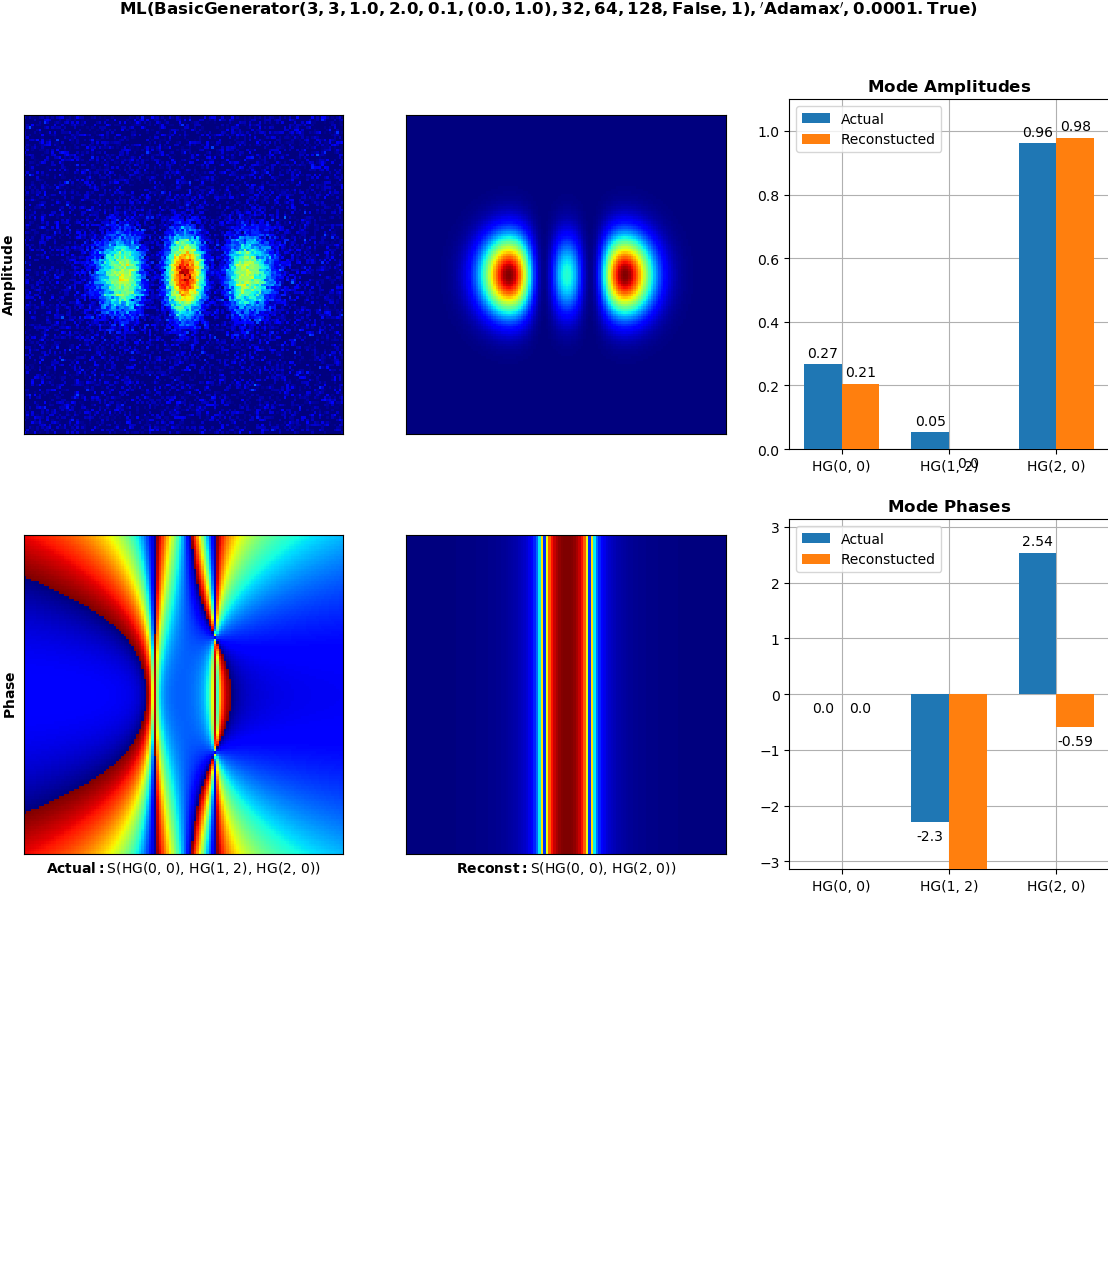 ML(BasicGenerator(3, 3, 1.0, 2.0, 0.1, (0.0, 1.0), 32, 64, 128, False, 1), 'Adamax', 0.0001. True)
Amplitude
Mode Amplitudes
Actual
Reconstucted
1.0
0.8
0.6
0.4
0.2
0.0
0.27
0.21
0.05
0.0
0.96
0.98
HG(0, 0)
HG(1, 2)
HG(2, 0)
Phase
Actual: S(HG(0, 0), HG(1, 2), HG(2, 0))
Reconst: S(HG(0, 0), HG(2, 0))
Mode Phases
Actual
Reconstucted
3
2
1
0
−1
−2
−3
0.0
0.0
-2.3
2.54
-0.59
HG(0, 0)
HG(1, 2)
HG(2, 0)